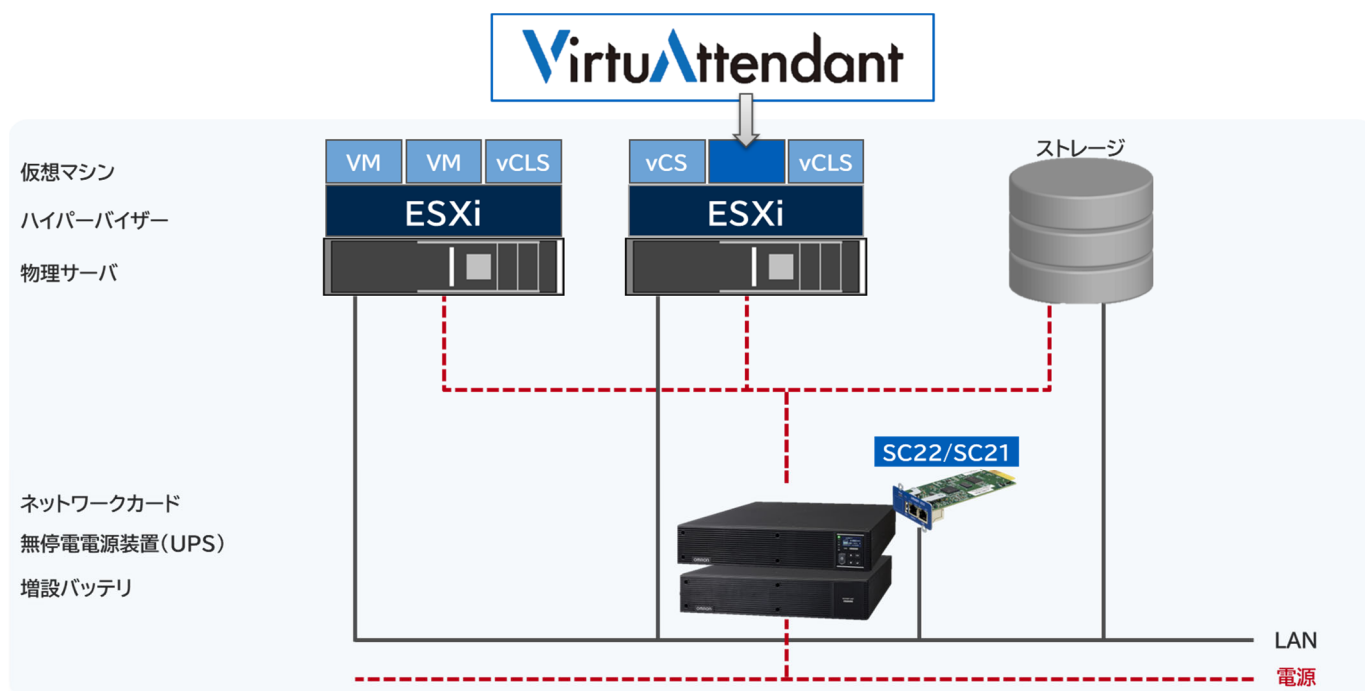 VirtuAttendant
仮想マシン
VM
VM
vCLS
vCS
vCLS
ストレージ
ハイパーバイザー
ESXi
ESXi
物理サーバ
SC22/SC21
ネットワークカード
無停電電源装置(UPS)
増設バッテリ
OMRON
OMRON
LAN
電源